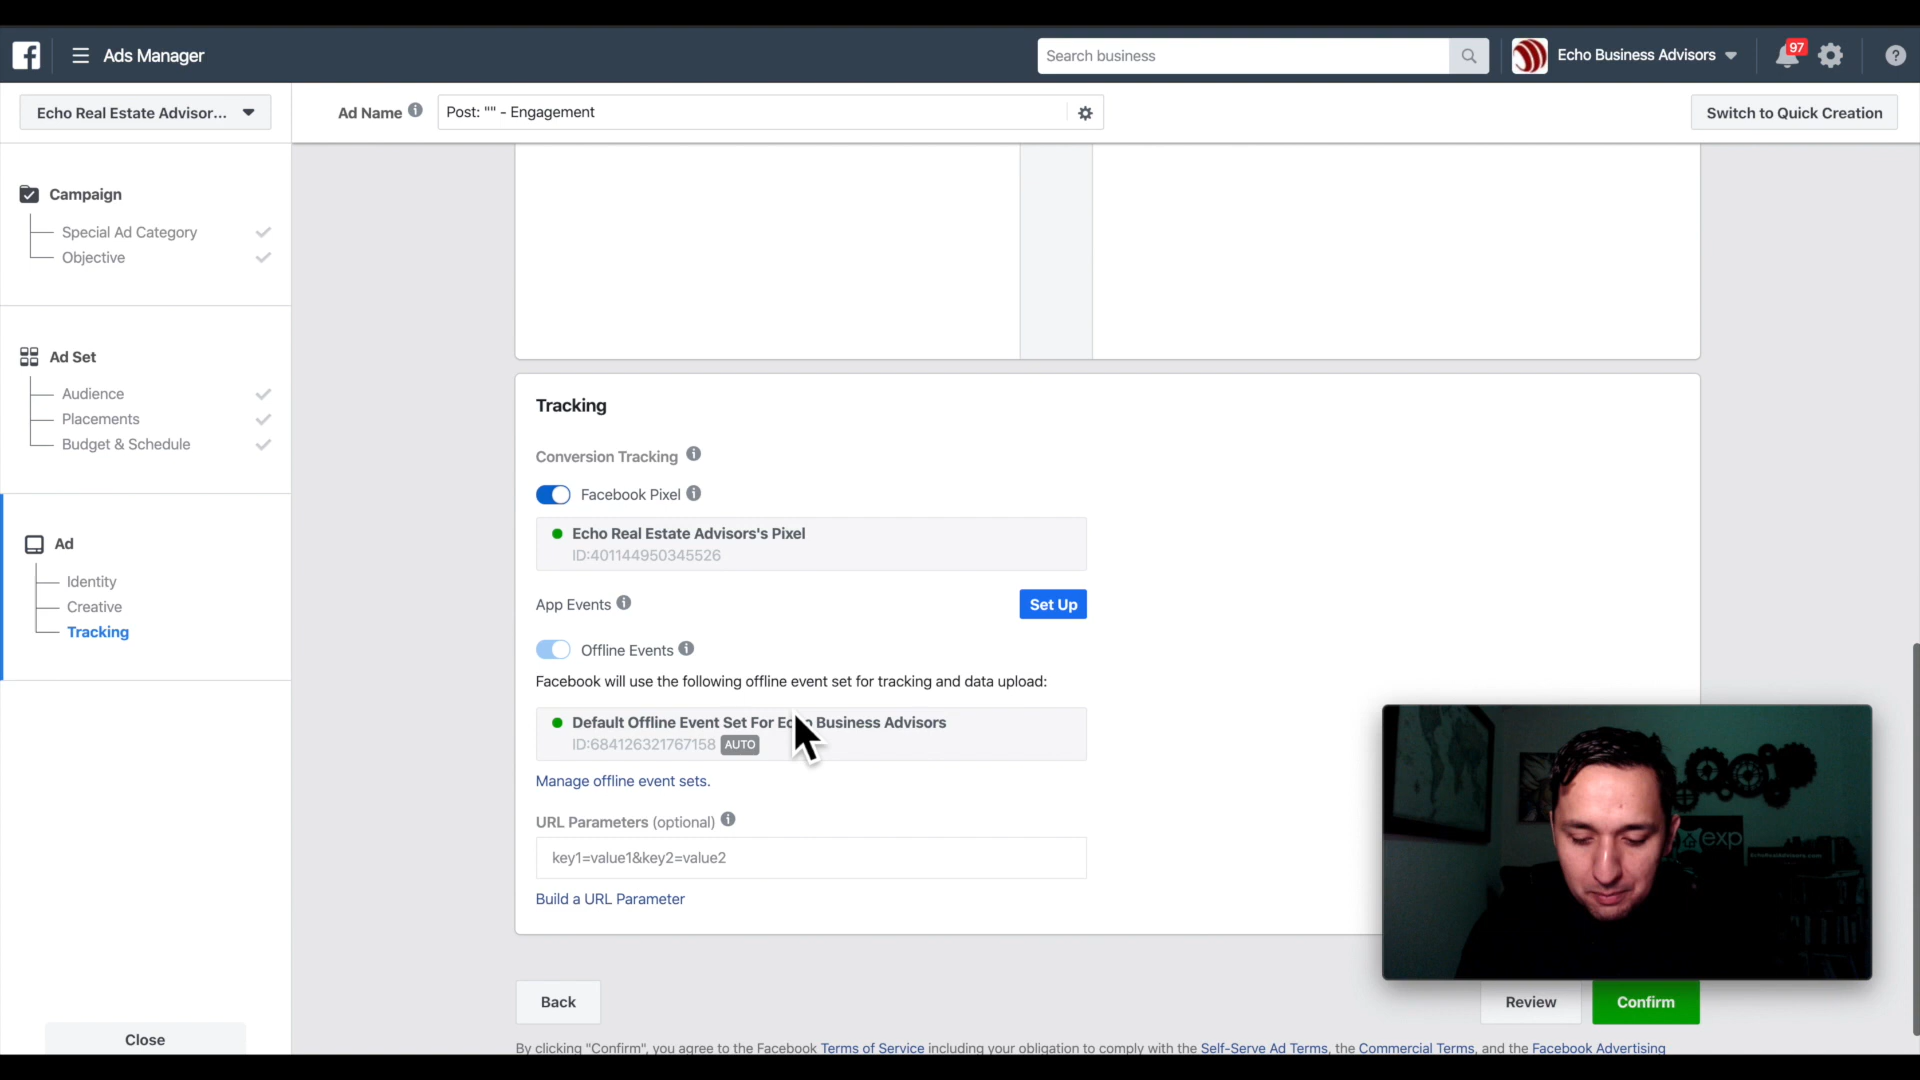 Ads Manager
Search business
Echo Business Advisors
97
Echo Real Estate Advisor...
Ad Name
Post: "" - Engagement
Switch to Quick Creation
Campaign
Special Ad Category
Objective
Ad Set
Audience
Placements
Budget & Schedule
Ad
Identity
Creative
Tracking
Close
Tracking
Conversion Tracking
Facebook Pixel
Echo Real Estate Advisors's Pixel
ID:401144950345526
App Events
Set Up
Offline Events
Facebook will use the following offline event set for tracking and data upload:
Default Offline Event Set For Echo Business Advisors
ID:684126321767158 AUTO
Manage offline event sets.
URL Parameters (optional)
key1=value1&key2=value2
Build a URL Parameter
exp
Back
Review
Confirm
By clicking "Confirm", you agree to the Facebook Terms of Service including your obligation to comply with the Self-Serve Ad Terms, the Commercial Terms, and the Facebook Advertising